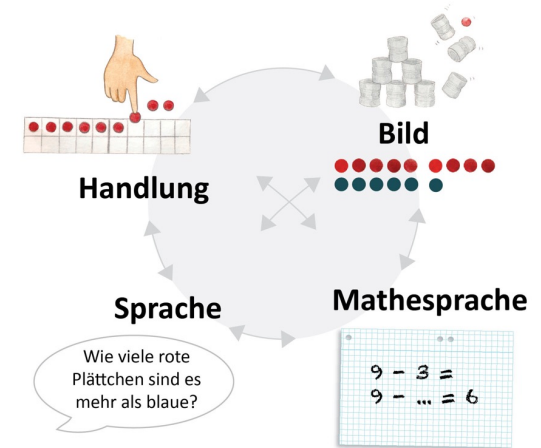 Bild
Handlung
Sprache
Mathesprache
Wie viele rote
Plättchen sind es
mehr als blaue?
9 - 3 =
9 - ... = 6